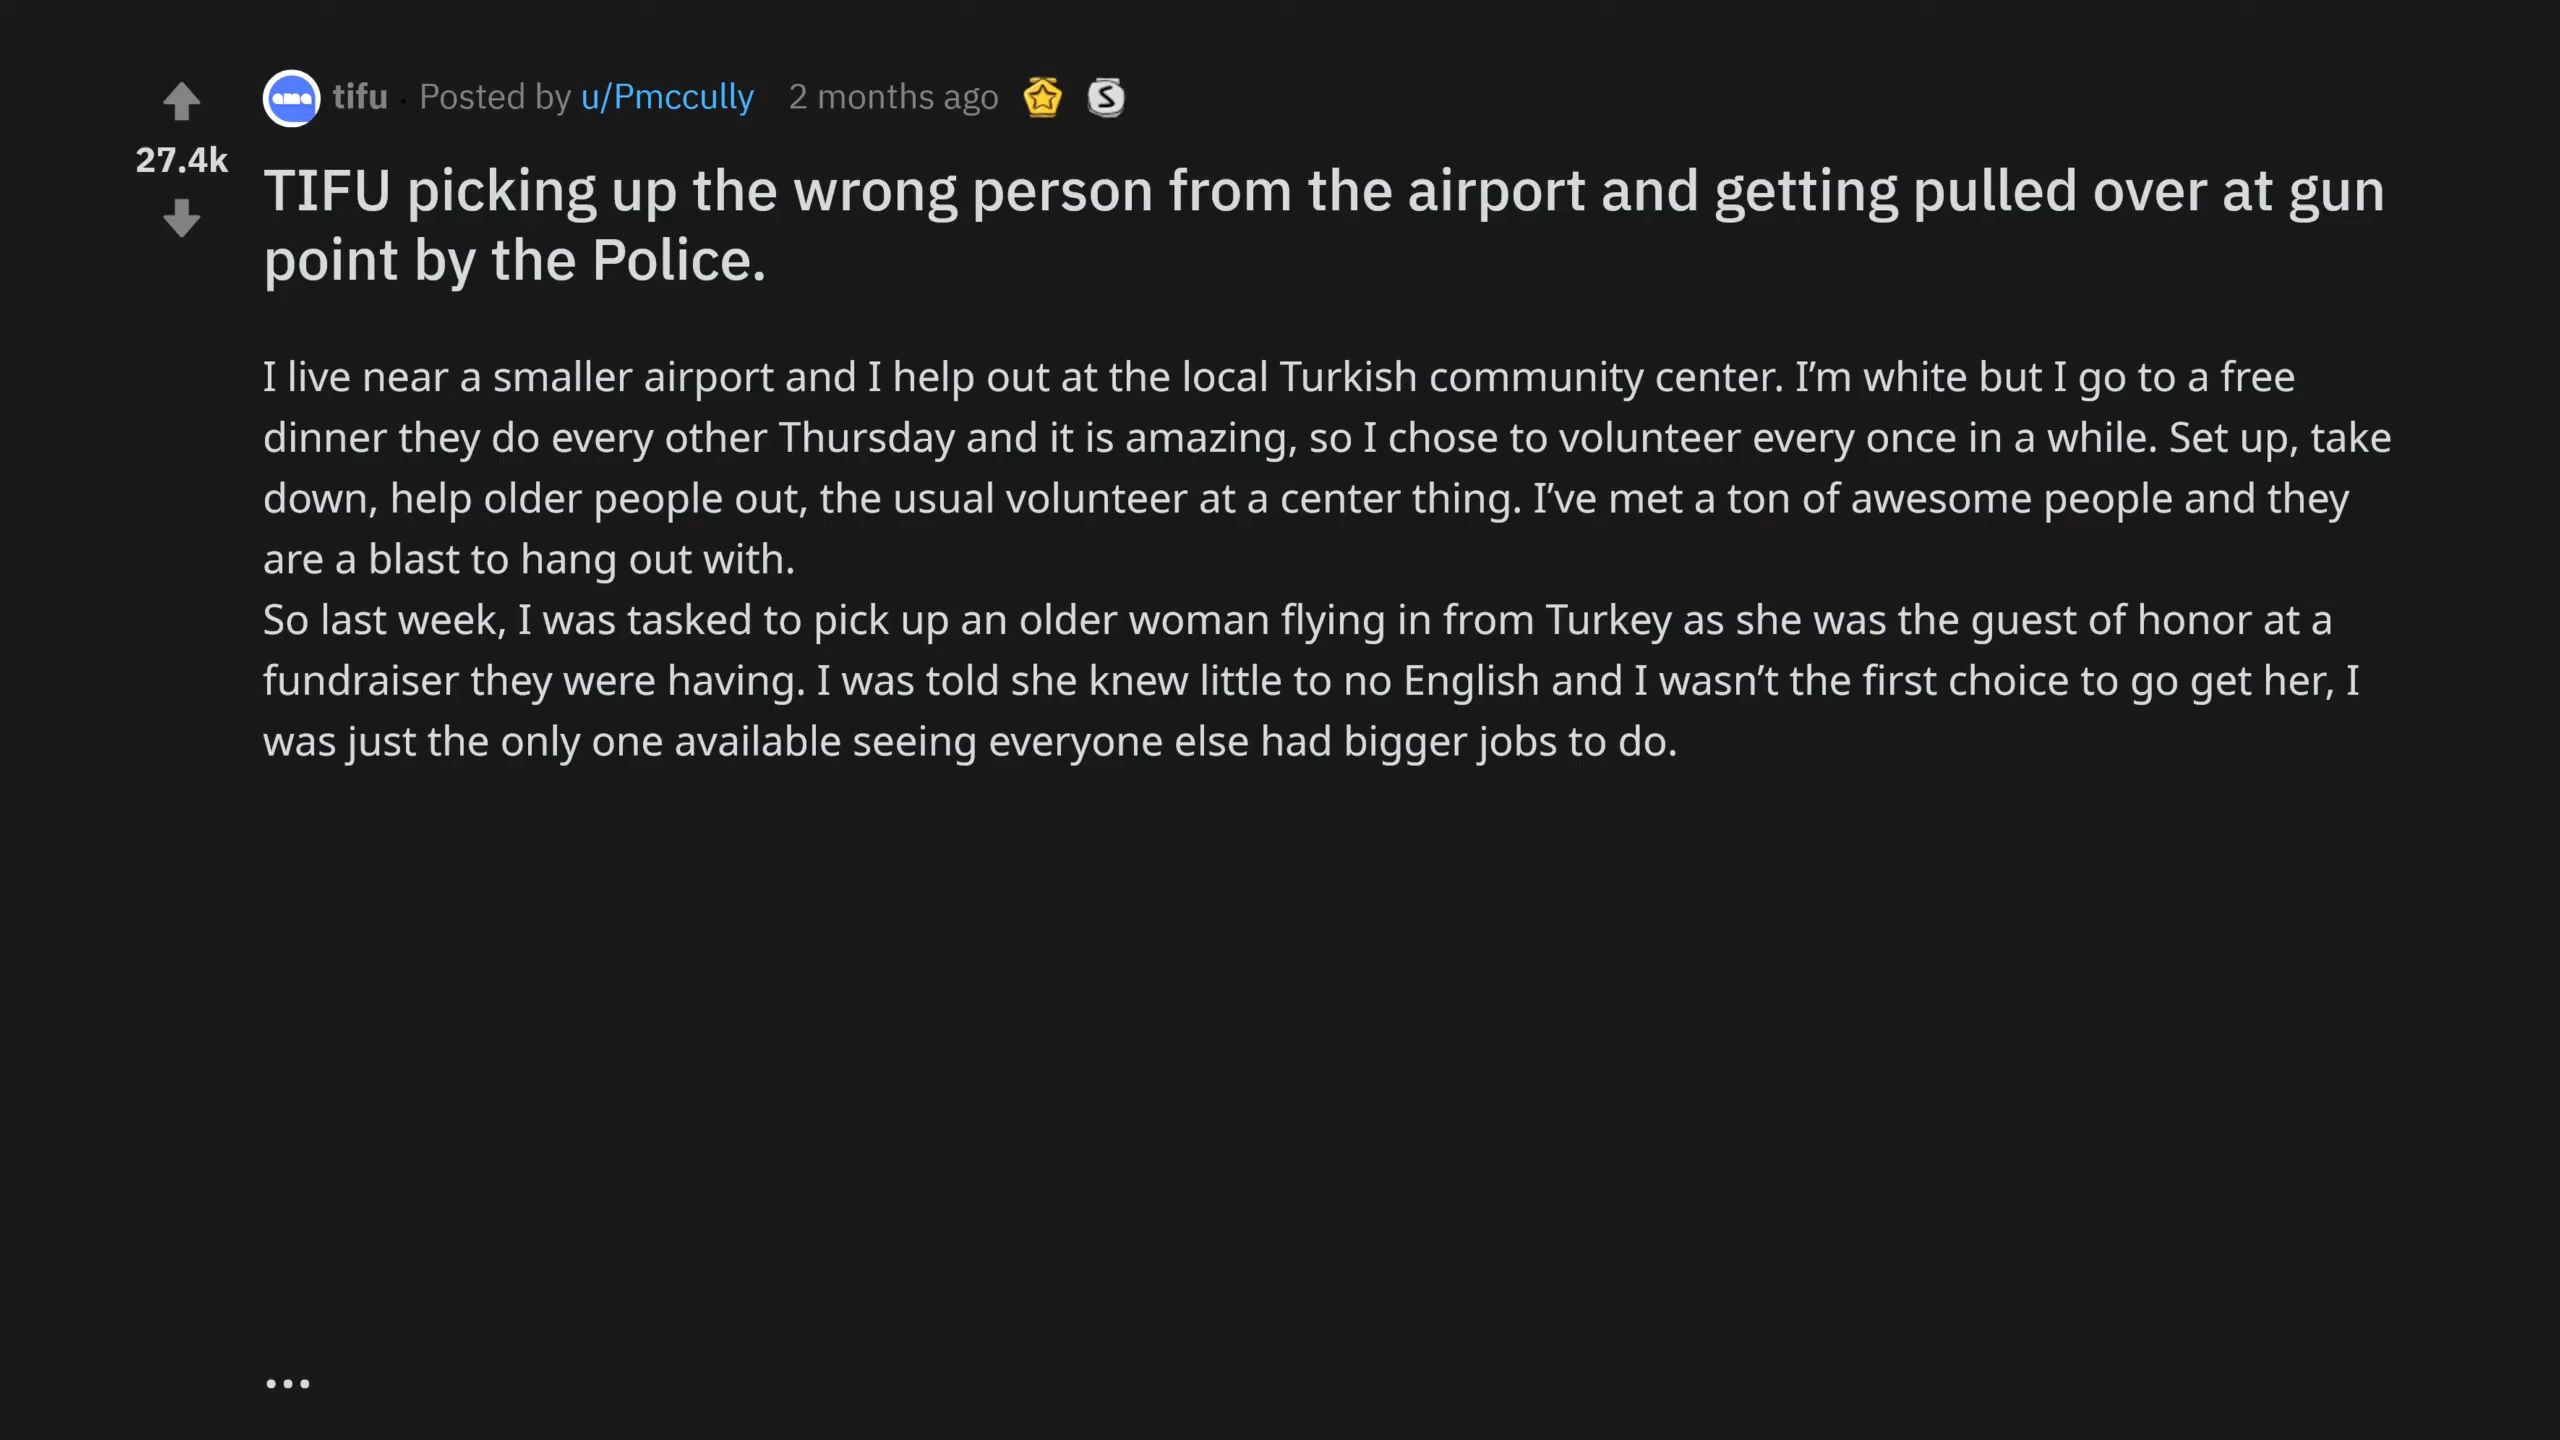 tifu · Posted by u/Pmccully 2 months ago
27.4k
TIFU picking up the wrong person from the airport and getting pulled over at gun
point by the Police.
I live near a smaller airport and I help out at the local Turkish community center. I’m white but I go to a free
dinner they do every other Thursday and it is amazing, so I chose to volunteer every once in a while. Set up, take
down, help older people out, the usual volunteer at a center thing. I’ve met a ton of awesome people and they
are a blast to hang out with.
So last week, I was tasked to pick up an older woman flying in from Turkey as she was the guest of honor at a
fundraiser they were having. I was told she knew little to no English and I wasn’t the first choice to go get her, I
was just the only one available seeing everyone else had bigger jobs to do.
...